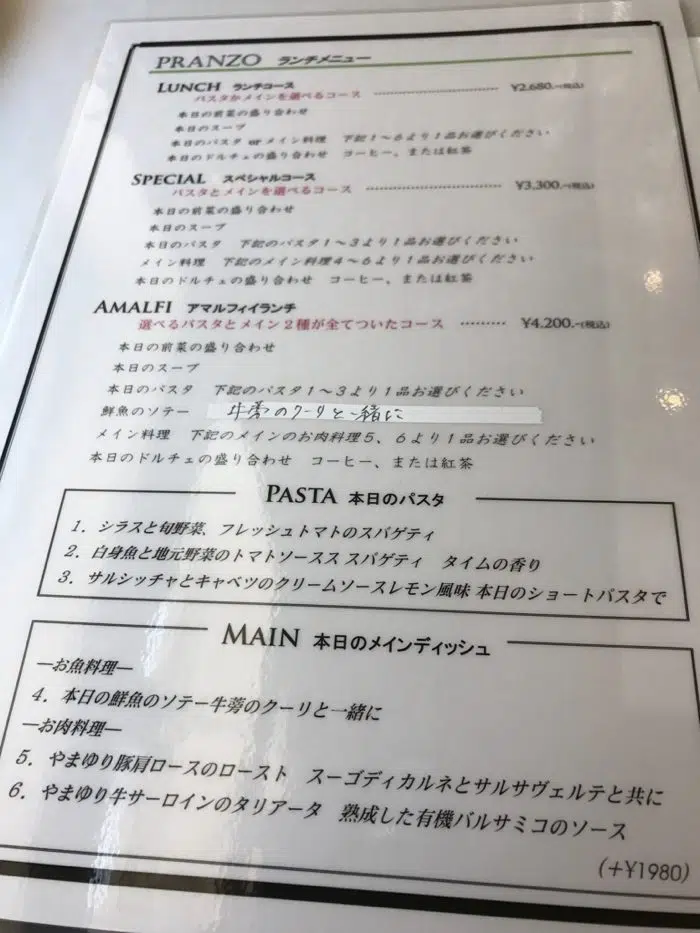 PRANZO ランチメニュー
LUNCH ランチコース
パスタかメインを選べるコース ¥2,680.-(税込)
本日の前菜の盛り合わせ
本日のスープ
本日のパスタ or メイン料理 下記1〜6より1品お選びください
本日のドルチェの盛り合わせ コーヒー、または紅茶
SPECIAL スペシャルコース
パスタとメインを選べるコース ¥3,300.-(税込)
本日の前菜の盛り合わせ
本日のスープ
本日のパスタ 下記のパスタ1〜3より1品お選びください
メイン料理 下記のメイン料理4〜6より1品お選びください
本日のドルチェの盛り合わせ コーヒー、または紅茶
AMALFI アマルフィイランチ
選べるパスタとメイン2種が全てついたコース ¥4,200.-(税込)
本日の前菜の盛り合わせ
本日のスープ
本日のパスタ 下記のパスタ1〜3より1品お選びください
鮮魚のソテー 牛蒡のクーリと一緒に
メイン料理 下記のメインのお肉料理5、6より1品お選びください
本日のドルチェの盛り合わせ コーヒー、または紅茶
PASTA 本日のパスタ
1. シラスと旬野菜、フレッシュトマトのスパゲティ
2. 白身魚と地元野菜のトマトソースス スパゲティ タイムの香り
3. サルシッチャとキャベツのクリームソースレモン風味 本日のショートパスタで
MAIN 本日のメインディッシュ
―お魚料理―
4. 本日の鮮魚のソテー牛蒡のクーリと一緒に
―お肉料理―
5. やまゆり豚肩ロースのロースト スーゴディカルネとサルサヴェルテと共に
6. やまゆり牛サーロインのタリアータ 熟成した有機バルサミコのソース
(+¥1980)